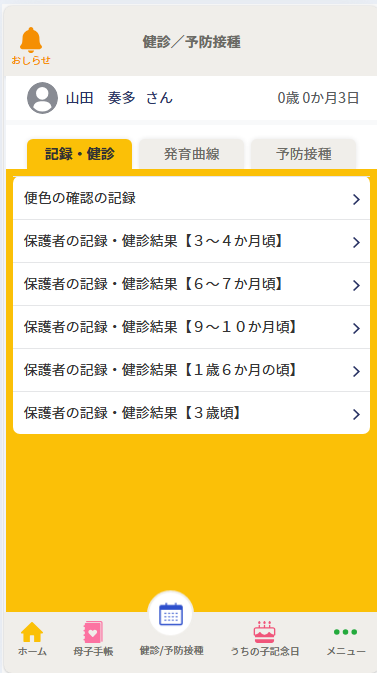 健診／予防接種
おしらせ
山田　奏多　さん　0歳 0か月3日
記録・健診　発育曲線　予防接種
便色の確認の記録
保護者の記録・健診結果【３～４か月頃】
保護者の記録・健診結果【６～７か月頃】
保護者の記録・健診結果【９～１０か月頃】
保護者の記録・健診結果【１歳６か月の頃】
保護者の記録・健診結果【３歳頃】
ホーム　母子手帳　健診/予防接種　うちの子記念日　メニュー